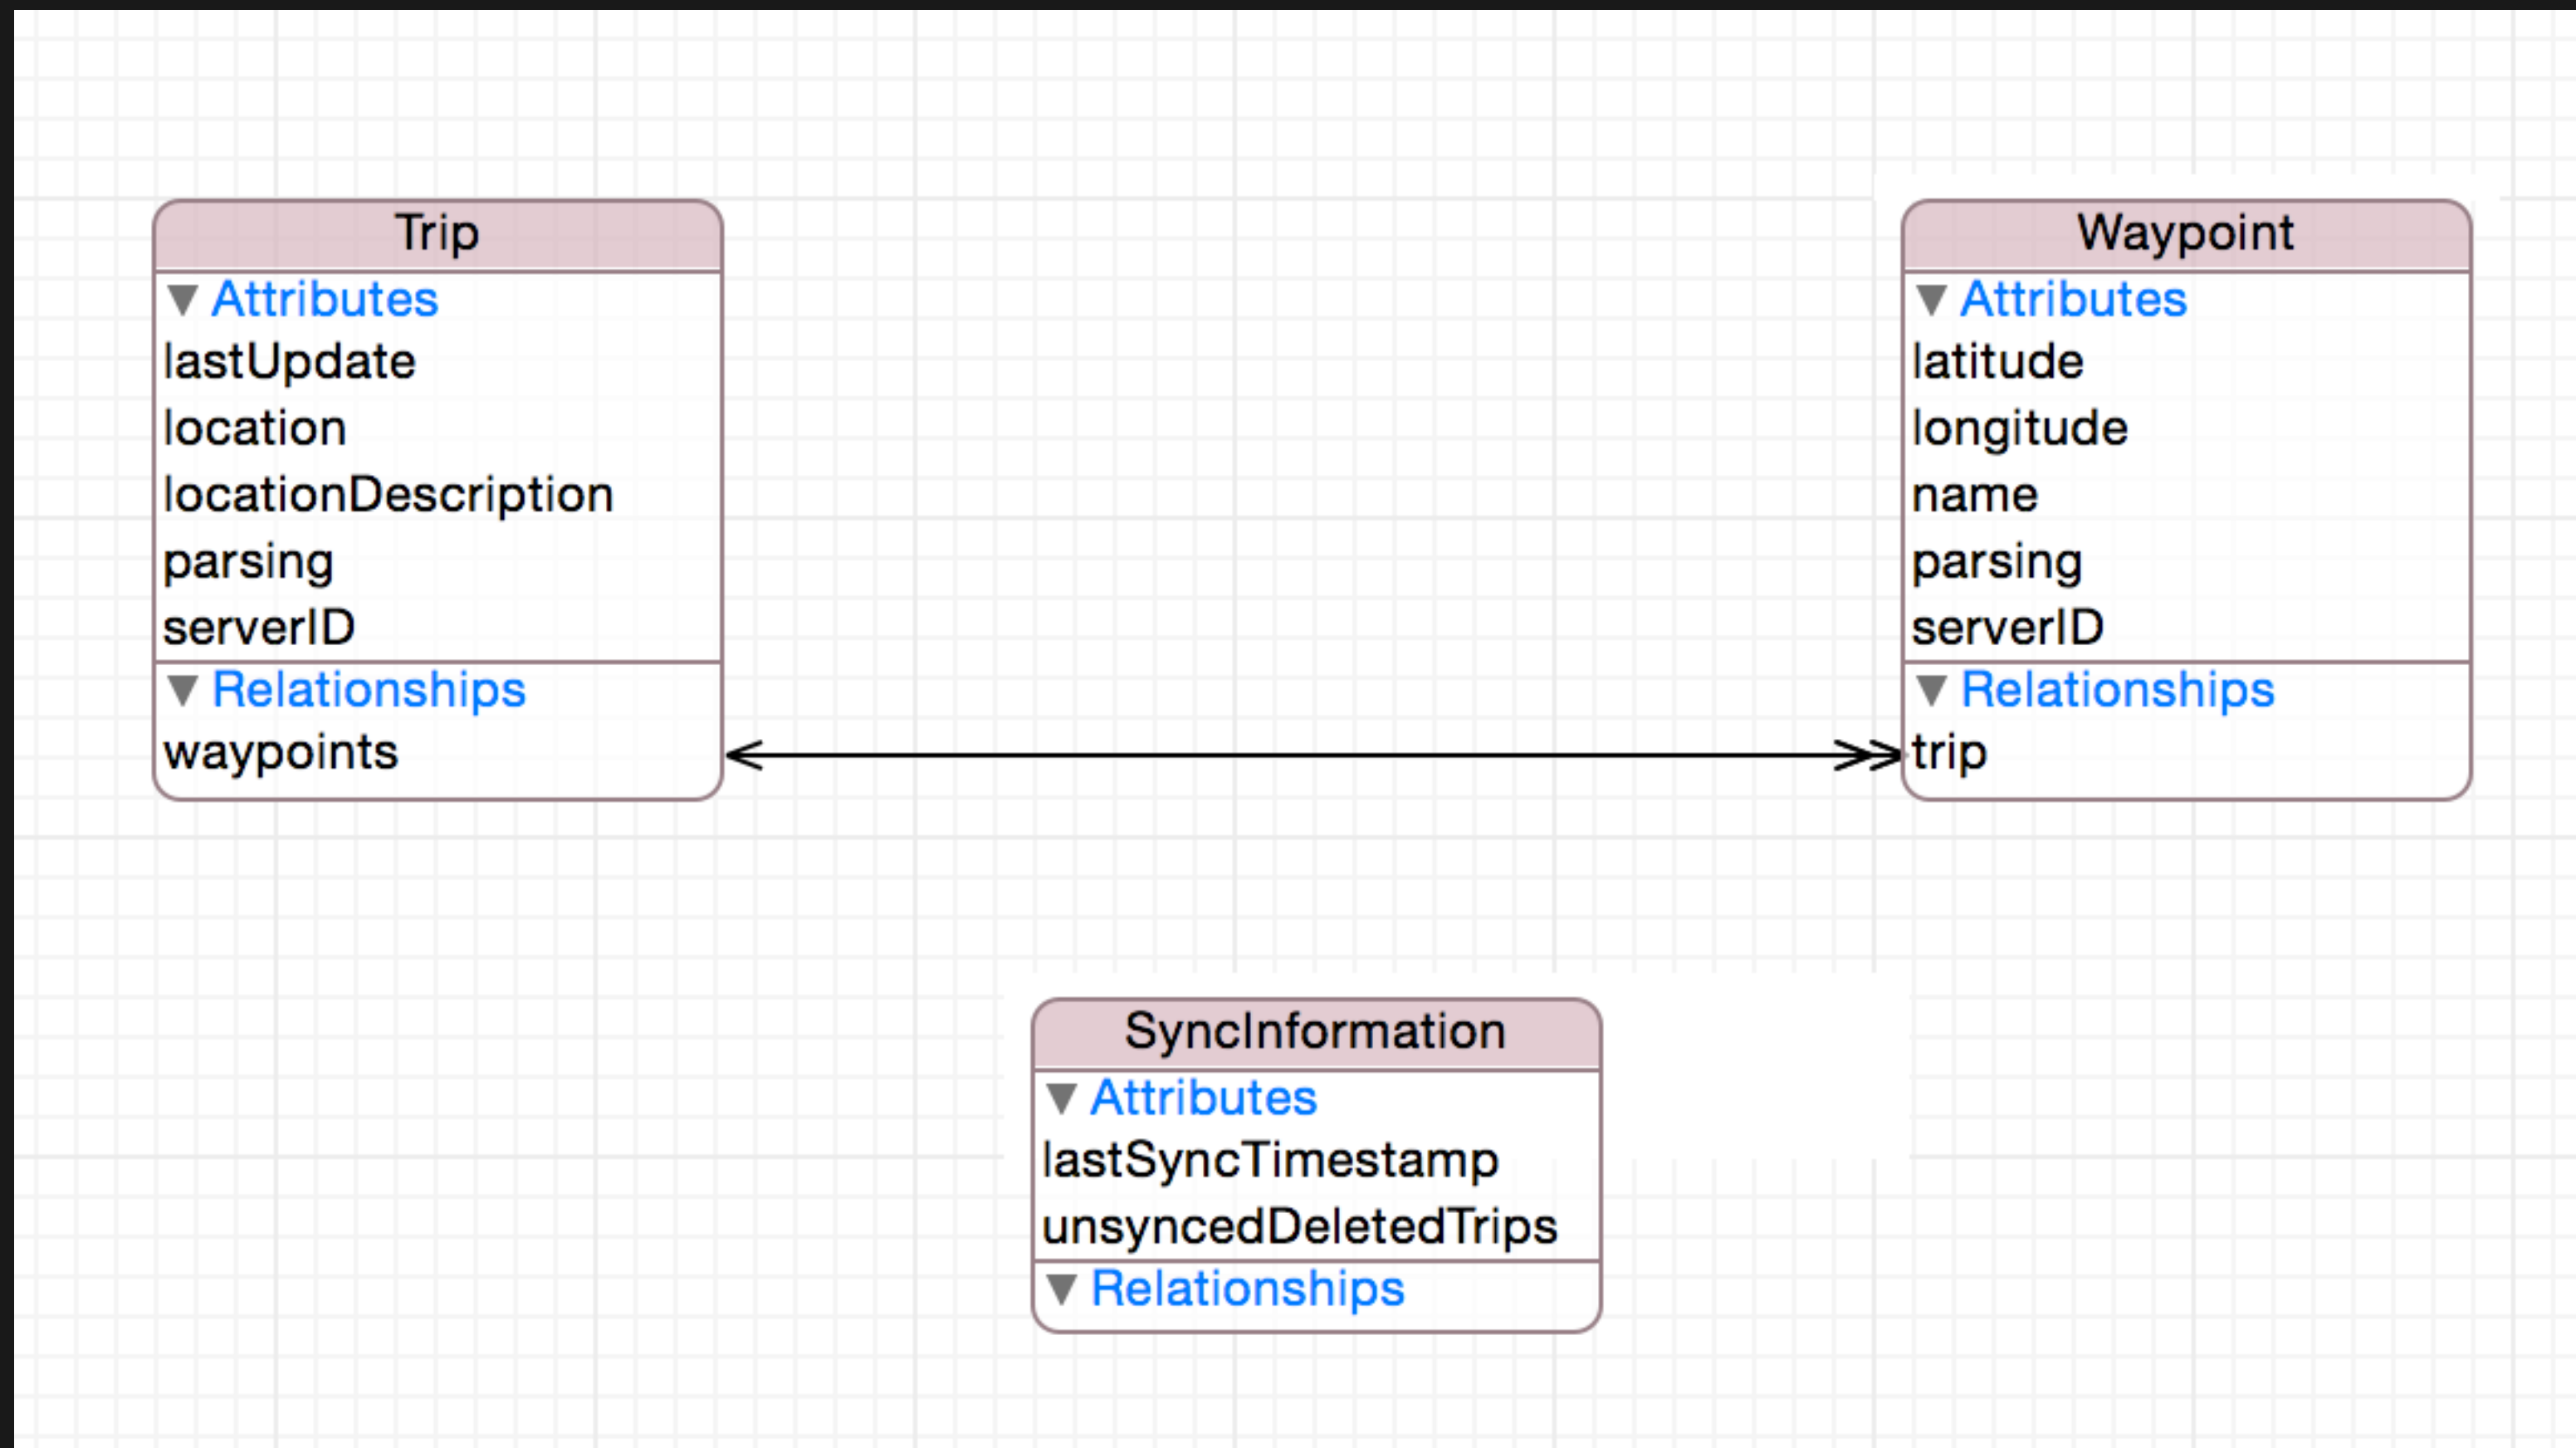 Trip
Attributes
lastUpdate
location
locationDescription
parsing
serverID
Relationships
waypoints
Waypoint
Attributes
latitude
longitude
name
parsing
serverID
Relationships
trip
SyncInformation
Attributes
lastSyncTimestamp
unsyncedDeletedTrips
Relationships